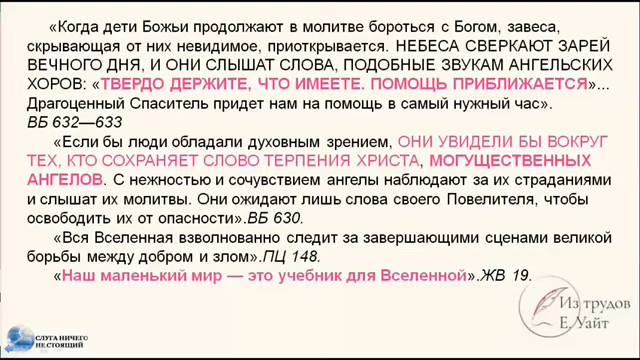 «Когда дети Божьи продолжают в молитве бороться с Богом, завеса,
скрывающая от них невидимое, приоткрывается. НЕБЕСА СВЕРКАЮТ ЗАРЕЙ
ВЕЧНОГО ДНЯ, И ОНИ СЛЫШАТ СЛОВА, ПОДОБНЫЕ ЗВУКАМ АНГЕЛЬСКИХ
ХОРОВ: «ТВЕРДО ДЕРЖИТЕ, ЧТО ИМЕЕТЕ. ПОМОЩЬ ПРИБЛИЖАЕТСЯ»...
Драгоценный Спаситель придет нам на помощь в самый нужный час».
ВБ 632—633
«Если бы люди обладали духовным зрением, ОНИ УВИДЕЛИ БЫ ВОКРУГ
ТЕХ, КТО СОХРАНЯЕТ СЛОВО ТЕРПЕНИЯ ХРИСТА, МОГУЩЕСТВЕННЫХ
АНГЕЛОВ. С нежностью и сочувствием ангелы наблюдают за их страданиями
и слышат их молитвы. Они ожидают лишь слова своего Повелителя, чтобы
освободить их от опасности».ВБ 630.
«Вся Вселенная взволнованно следит за завершающими сценами великой
борьбы между добром и злом».ПЦ 148.
«Наш маленький мир — это учебник для Вселенной».ЖВ 19.
Из трудов
Е. Уайт
СЛУГА НИЧЕГО
НЕ СТОЯЩИЙ